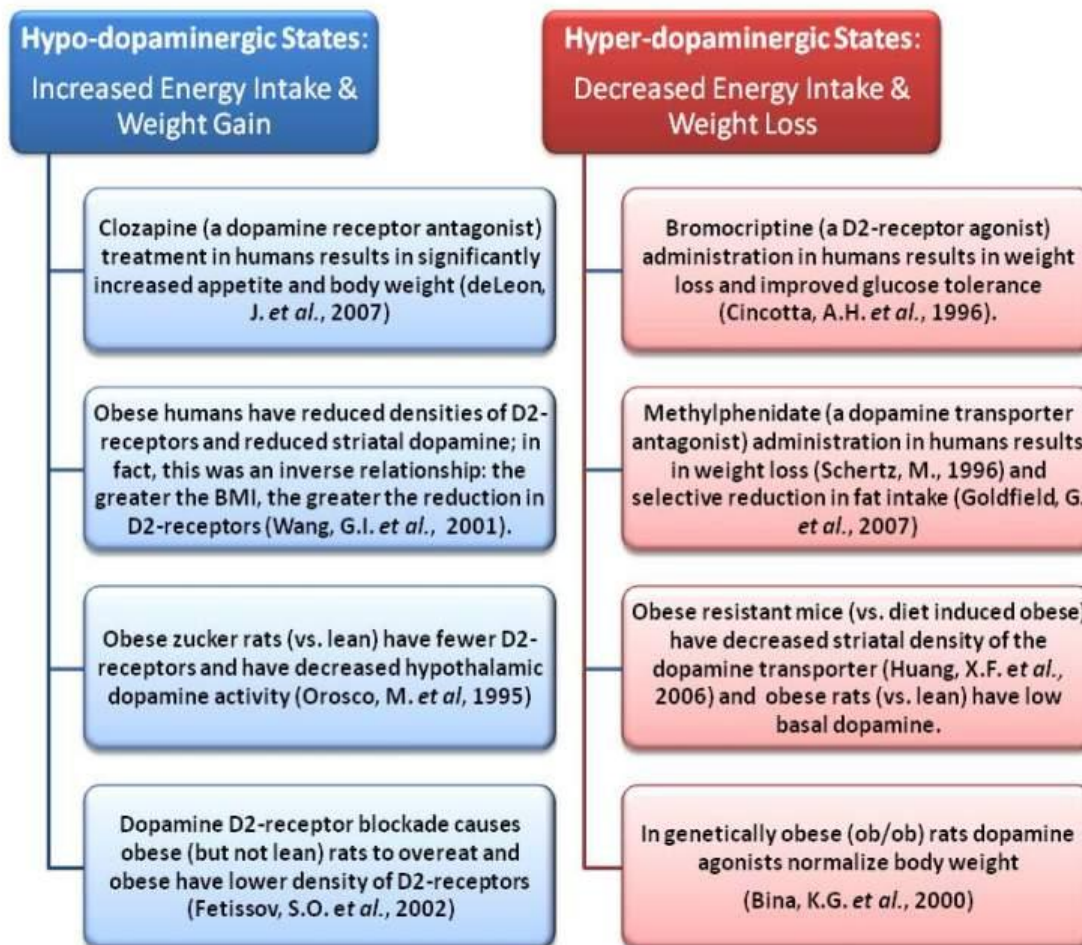 Hypo-dopaminergic States:
Increased Energy Intake &
Weight Gain
Clozapine (a dopamine receptor antagonist)
treatment in humans results in significantly
increased appetite and body weight (deLeon,
J. et al., 2007)
Obese humans have reduced densities of D2-
receptors and reduced striatal dopamine; in
fact, this was an inverse relationship: the
greater the BMI, the greater the reduction in
D2-receptors (Wang, G.I. et al., 2001).
Obese zucker rats (vs. lean) have fewer D2-
receptors and have decreased hypothalamic
dopamine activity (Orosco, M. et al, 1995)
Dopamine D2-receptor blockade causes
obese (but not lean) rats to overeat and
obese have lower density of D2-receptors
(Fetissov, S.O. et al., 2002)
Hyper-dopaminergic States:
Decreased Energy Intake &
Weight Loss
Bromocriptine (a D2-receptor agonist)
administration in humans results in weight
loss and improved glucose tolerance
(Cincotta, A.H. et al., 1996).
Methylphenidate (a dopamine transporter
antagonist) administration in humans results
in weight loss (Schertz, M., 1996) and
selective reduction in fat intake (Goldfield, G.
et al., 2007)
Obese resistant mice (vs. diet induced obese)
have decreased striatal density of the
dopamine transporter (Huang, X.F. et al.,
2006) and obese rats (vs. lean) have low
basal dopamine.
In genetically obese (ob/ob) rats dopamine
agonists normalize body weight
(Bina, K.G. et al., 2000)